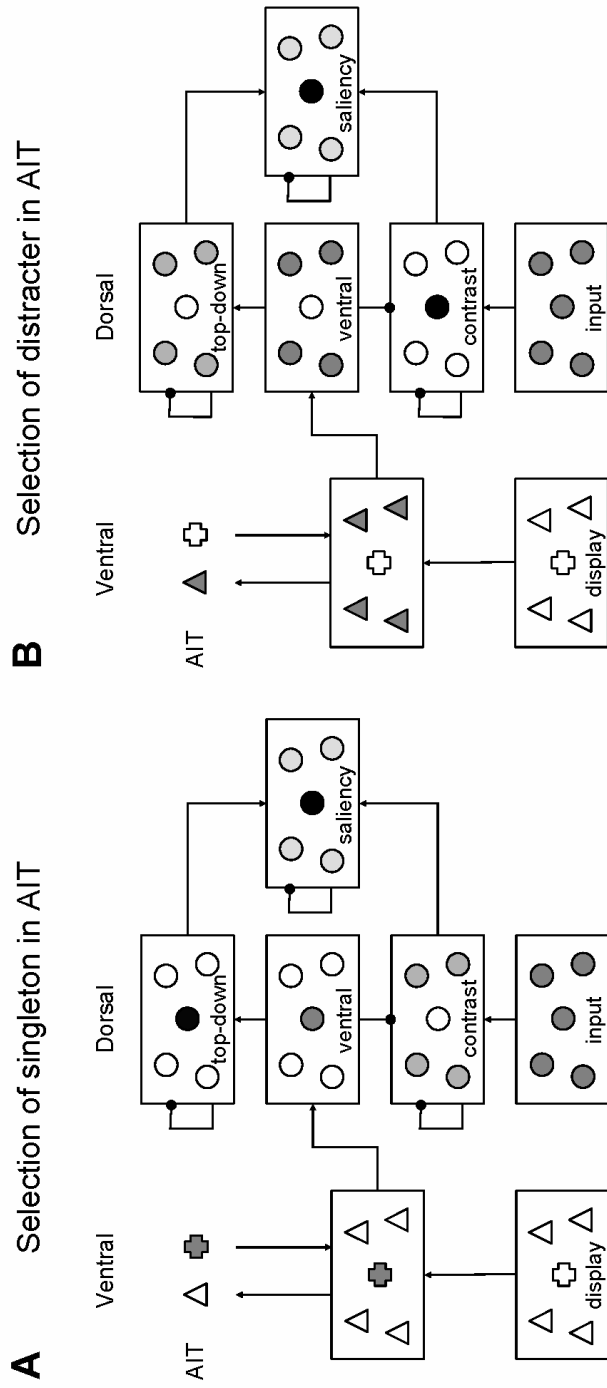 A
Selection of singleton in AIT
Ventral
Dorsal
AIT
top-down
ventral
saliency
contrast
display
input
B
Selection of distracter in AIT
Ventral
Dorsal
AIT
top-down
ventral
saliency
contrast
display
input